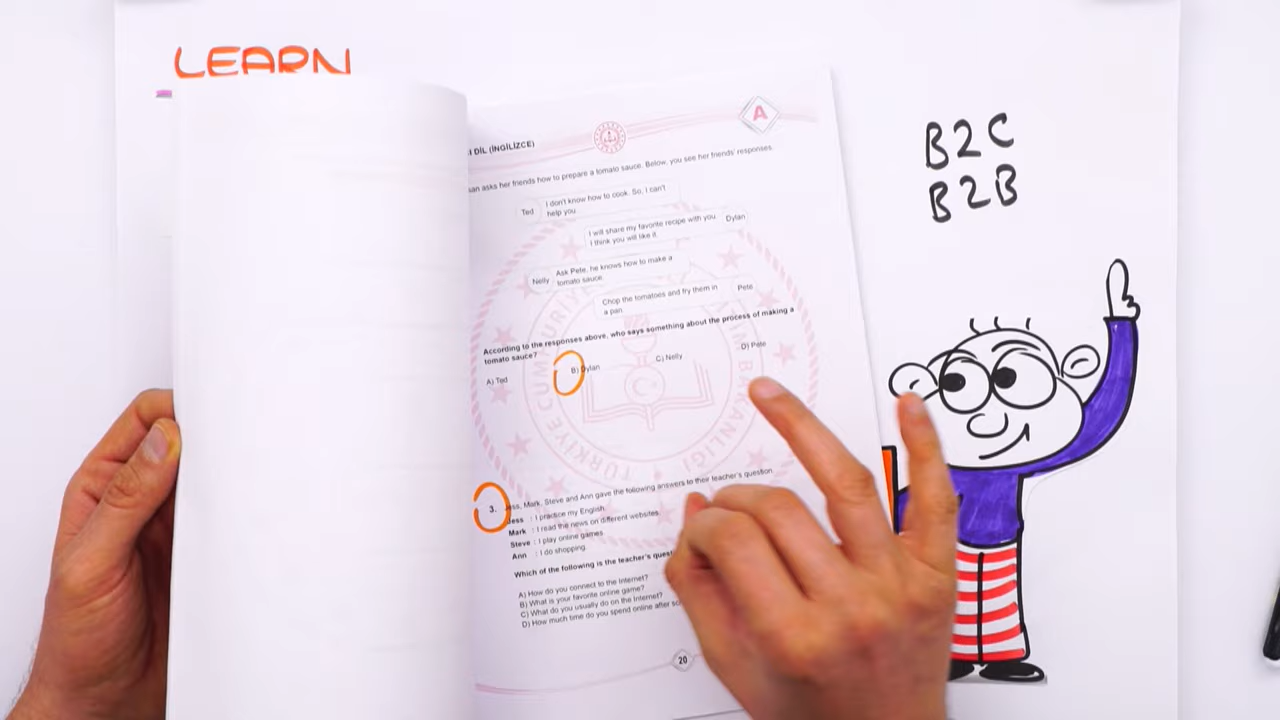 LEARN
B2C
B2B
DİL (İNGİLİZCE)
A
asks her friends how to prepare a tomato sauce. Below, you see her friends' responses.
Ted
I don't know how to cook. So, I can't
help you.
I will share my favorite recipe with you.
I think you will like it.
Dylan
Nelly
Ask Pete, he knows how to make a
tomato sauce.
Chop the tomatoes and fry them in
a pan.
Pete
According to the responses above, who says something about the process of making a
tomato sauce?
A) Ted
B) Dylan
C) Nelly
D) Pete
3. Jess, Mark, Steve and Ann gave the following answers to their teacher's question.
Jess : I practice my English.
Mark : I read the news on different websites.
Steve : I play online games.
Ann : I do shopping.
Which of the following is the teacher's
A) How do you connect to the Internet?
B) What is your favorite online game?
C) What do you usually do on the Internet?
D) How much time do you spend online after
20